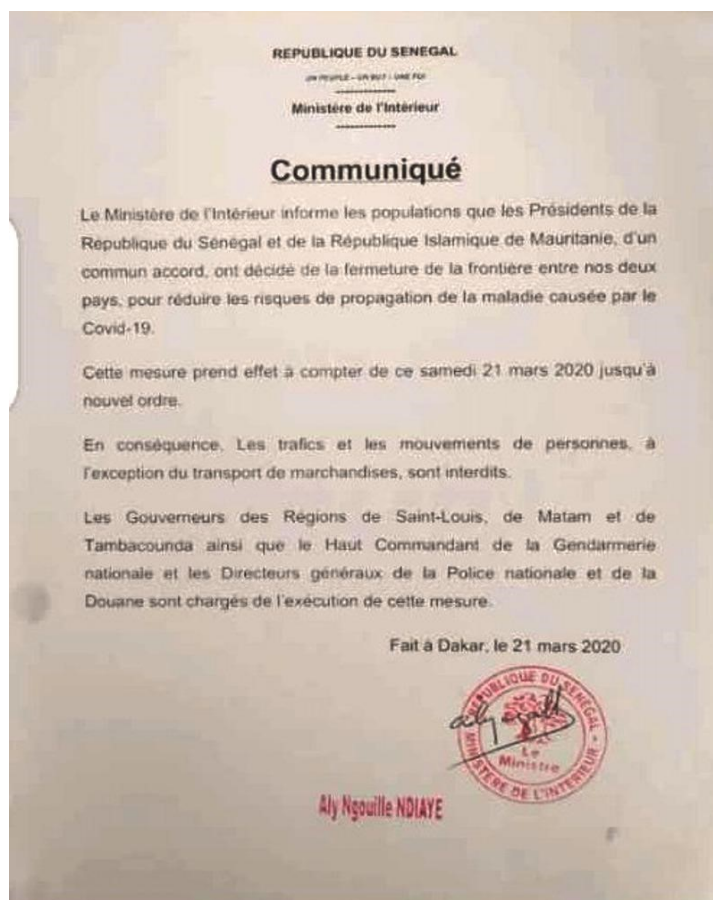 REPUBLIQUE DU SENEGAL
UN PEUPLE - UN BUT - UNE FOI
Ministère de l'Intérieur
Communiqué
Le Ministère de l'Intérieur informe les populations que les Présidents de la
République du Sénégal et de la République Islamique de Mauritanie, d'un
commun accord, ont décidé de la fermeture de la frontière entre nos deux
pays, pour réduire les risques de propagation de la maladie causée par le
Covid-19.
Cette mesure prend effet à compter de ce samedi 21 mars 2020 jusqu'à
nouvel ordre.
En conséquence, Les trafics et les mouvements de personnes, à
l'exception du transport de marchandises, sont interdits.
Les Gouverneurs des Régions de Saint-Louis, de Matam et de
Tambacounda ainsi que le Haut Commandant de la Gendarmerie
nationale et les Directeurs généraux de la Police nationale et de la
Douane sont chargés de l'exécution de cette mesure.
Fait à Dakar, le 21 mars 2020
REPUBLIQUE DU SENEGAL
Le
Ministre
MINISTERE DE L'INTERIEUR
Aly Ngouille NDIAYE